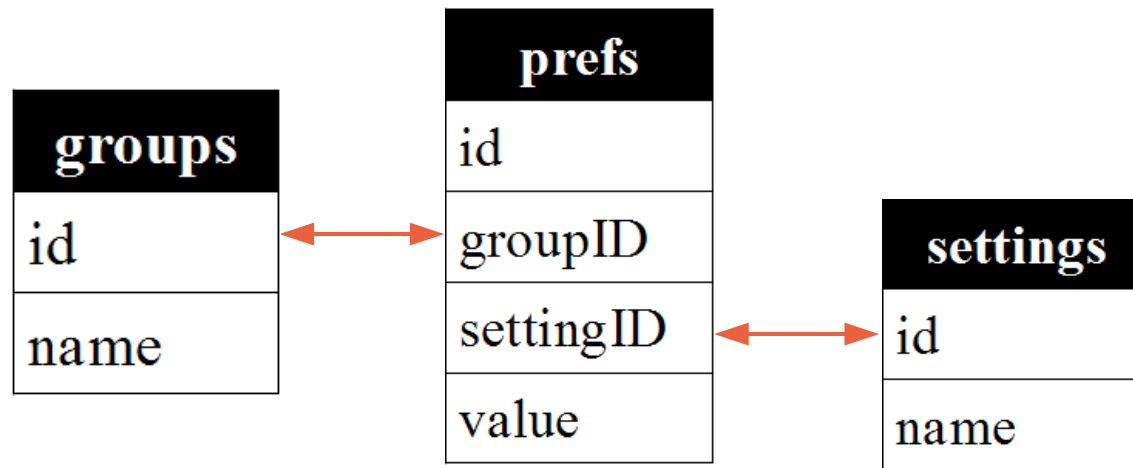 groups
id
name
prefs
id
groupID
settingID
value
settings
id
name